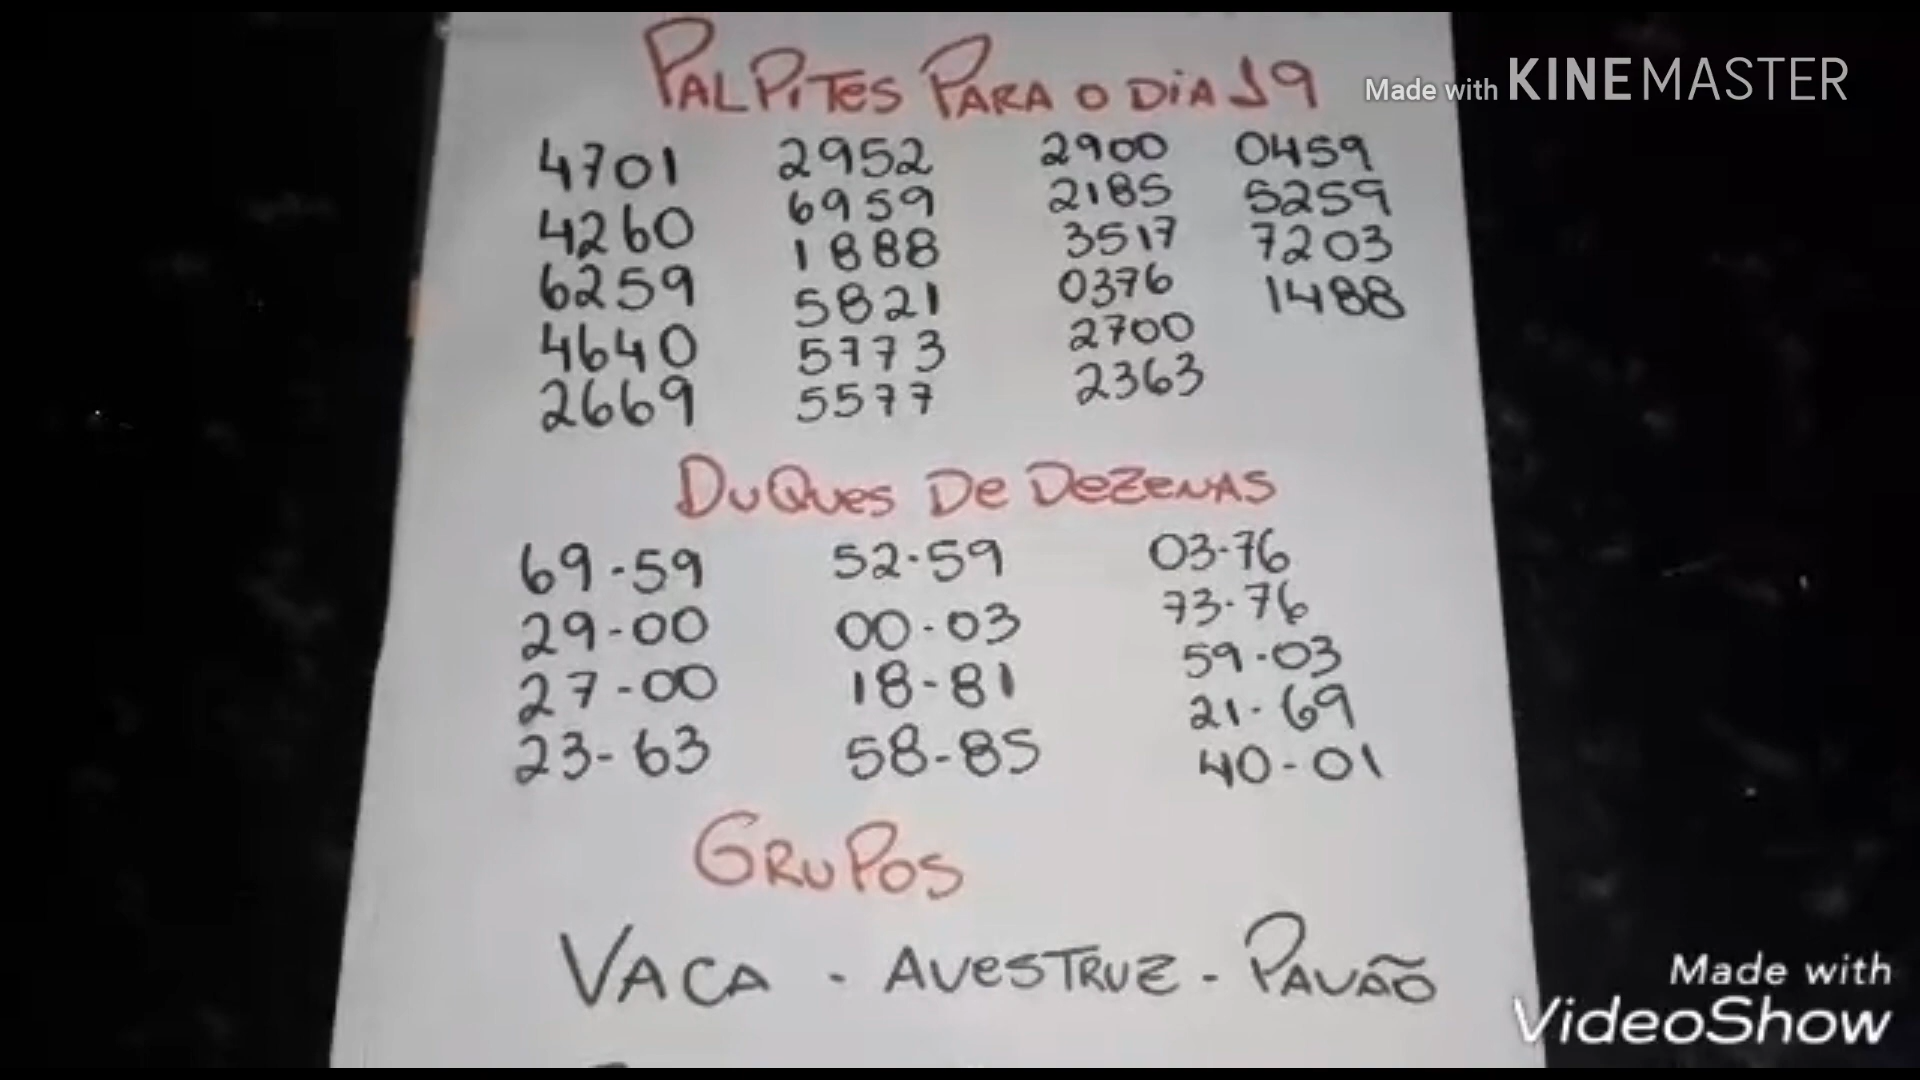 PALPITES PARA O DIA 19
Made with KINEMASTER
4701 2952 2900 0459
4260 6959 2185 5259
6259 1888 3517 7203
4640 5821 0376 1488
2669 5773 2700
5577 2363
DUQUES DE DEZENAS
69-59 52-59 03-76
29-00 00-03 73-76
27-00 18-81 59-03
23-63 58-85 21-69
40-01
GRUPOS
VACA - AVESTRUZ - PAVÃO
Made with
VideoShow